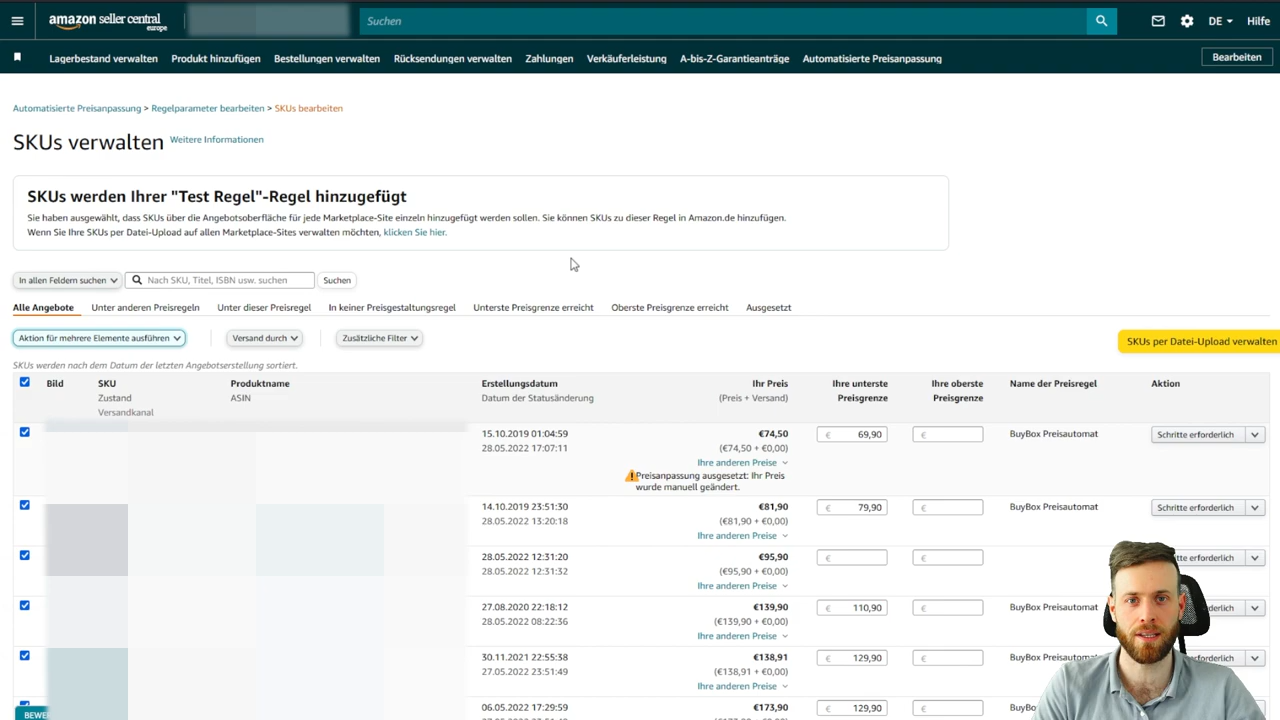 amazon seller central
europe
Suchen
DE
Hilfe
Lagerbestand verwalten
Produkt hinzufügen
Bestellungen verwalten
Rücksendungen verwalten
Zahlungen
Verkäuferleistung
A-bis-Z-Garantieanträge
Automatisierte Preisanpassung
Bearbeiten
Automatisierte Preisanpassung > Regelparameter bearbeiten > SKUs bearbeiten
SKUs verwalten Weitere Informationen
SKUs werden Ihrer "Test Regel"-Regel hinzugefügt
Sie haben ausgewählt, dass SKUs über die Angebotsoberfläche für jede Marketplace-Site einzeln hinzugefügt werden sollen. Sie können SKUs zu dieser Regel in Amazon.de hinzufügen.
Wenn Sie Ihre SKUs per Datei-Upload auf allen Marketplace-Sites verwalten möchten, klicken Sie hier.
In allen Feldern suchen
Nach SKU, Titel, ISBN usw. suchen
Suchen
Alle Angebote
Unter anderen Preisregeln
Unter dieser Preisregel
In keiner Preisgestaltungsregel
Unterste Preisgrenze erreicht
Oberste Preisgrenze erreicht
Ausgesetzt
Aktion für mehrere Elemente ausführen
Versand durch
Zusätzliche Filter
SKUs per Datei-Upload verwalten
SKUs werden nach dem Datum der letzten Angebotserstellung sortiert.
Bild
SKU
Zustand
Versandkanal
Produktname
ASIN
Erstellungsdatum
Datum der Statusänderung
Ihr Preis
(Preis + Versand)
Ihre unterste
Preisgrenze
Ihre oberste
Preisgrenze
Name der Preisregel
Aktion
15.10.2019 01:04:59
28.05.2022 17:07:11
€74,50
(€74,50 + €0,00)
Ihre anderen Preise
Preisanpassung ausgesetzt: Ihr Preis
wurde manuell geändert.
€ 69,90
€
BuyBox Preisautomat
Schritte erforderlich
14.10.2019 23:51:30
28.05.2022 13:20:18
€81,90
(€81,90 + €0,00)
Ihre anderen Preise
€ 79,90
€
BuyBox Preisautomat
Schritte erforderlich
28.05.2022 12:31:20
28.05.2022 12:31:32
€95,90
(€95,90 + €0,00)
Ihre anderen Preise
€
€
BuyBox Preisautomat
tte erforderlich
27.08.2020 22:18:12
28.05.2022 08:22:36
€139,90
(€139,90 + €0,00)
Ihre anderen Preise
€ 110,90
€
BuyBox Preisautomat
derlich
30.11.2021 22:55:38
27.05.2022 23:51:49
€138,91
(€138,91 + €0,00)
Ihre anderen Preise
€ 129,90
€
BuyBox Preisautom
derlich
06.05.2022 17:29:59
€173,90
€ 129,90
€
BuyBox Preisaut
BEWE